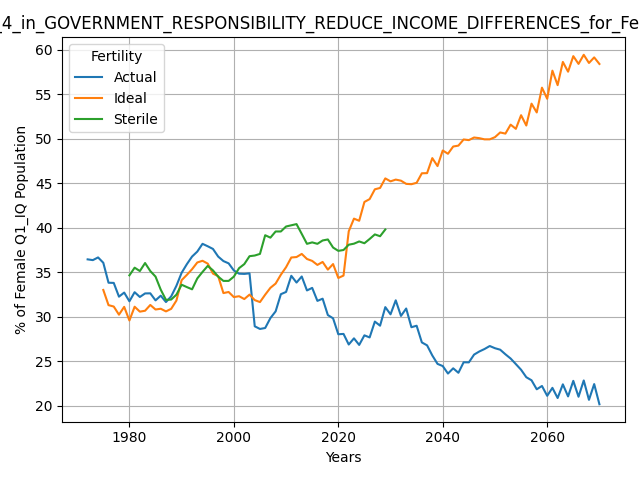 _4_in_GOVERNMENT_RESPONSIBILITY_REDUCE_INCOME_DIFFERENCES_for_Fe
Fertility
Actual
Ideal
Sterile
% of Female Q1_IQ Population
60
55
50
45
40
35
30
25
20
1980
2000
2020
2040
2060
Years